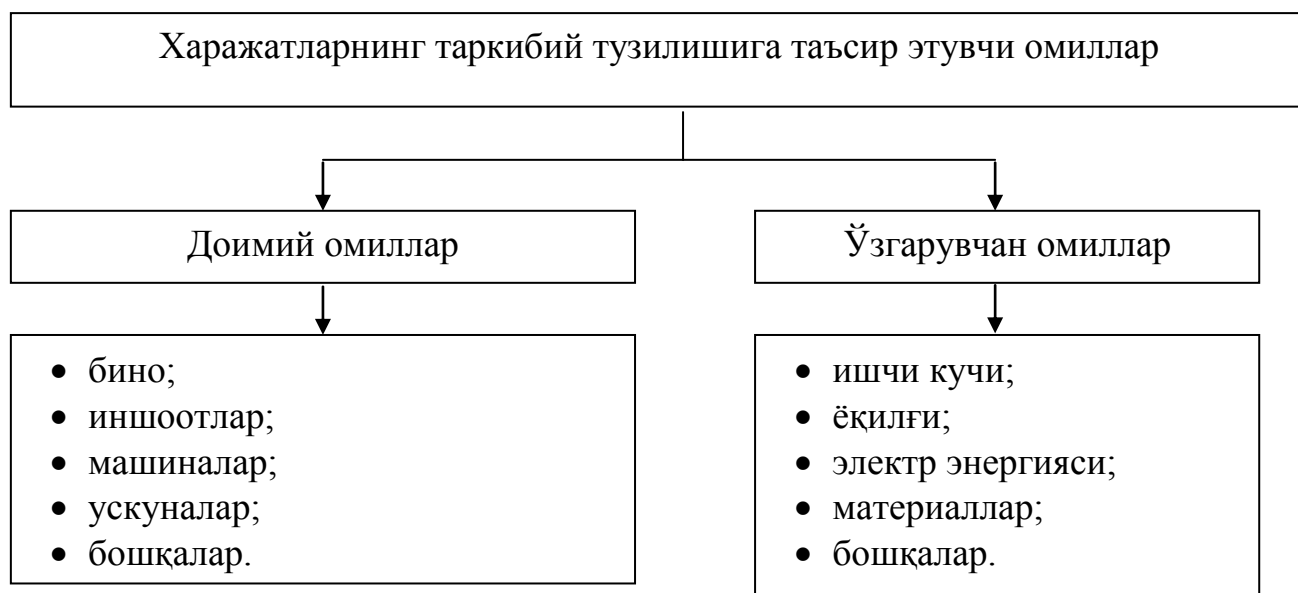 Харажатларнинг таркибий тузилишига таъсир этувчи омиллар
Доимий омиллар
Ўзгарувчан омиллар
• бино;
• иншоотлар;
• машиналар;
• ускуналар;
• бошқалар.
• ишчи кучи;
• ёқилғи;
• электр энергияси;
• материаллар;
• бошқалар.